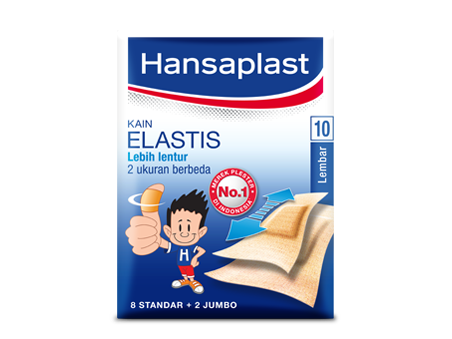 Hansaplast
KAIN
ELASTIS
Lebih lentur
2 ukuran berbeda
10
Lembar
MEREK PLESTER
No.1
DI INDONESIA
H
8 STANDAR + 2 JUMBO